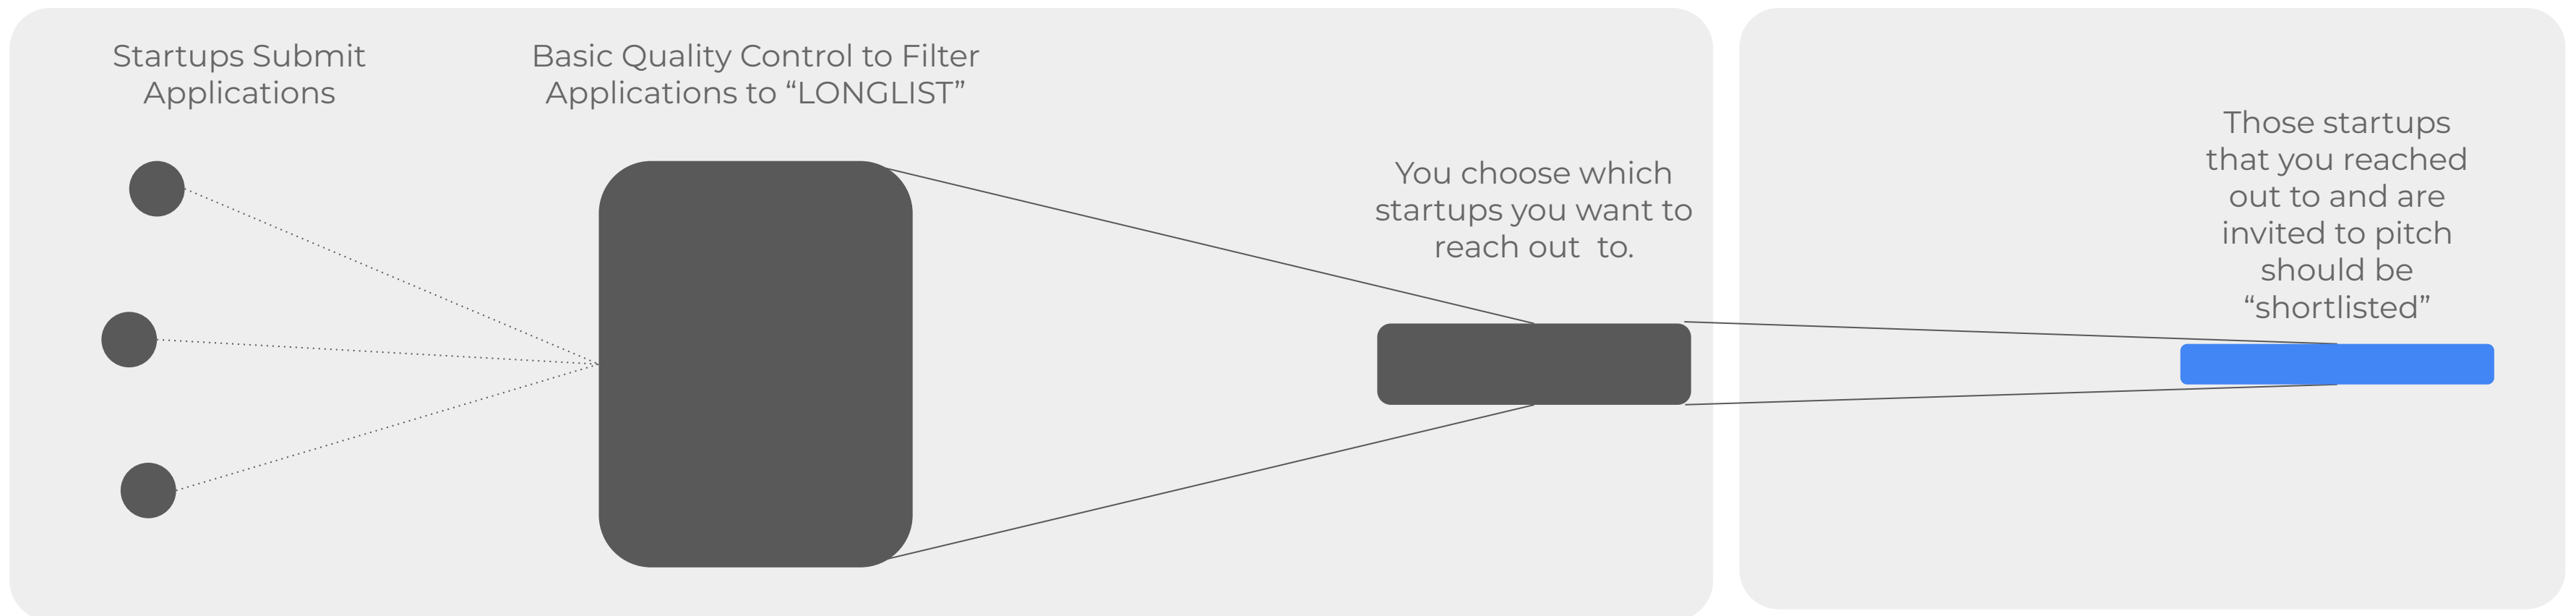 Startups Submit
Applications
Basic Quality Control to Filter
Applications to “LONGLIST”
You choose which
startups you want to
reach out  to.
Those startups
that you reached
out to and are
invited to pitch
should be
“shortlisted”